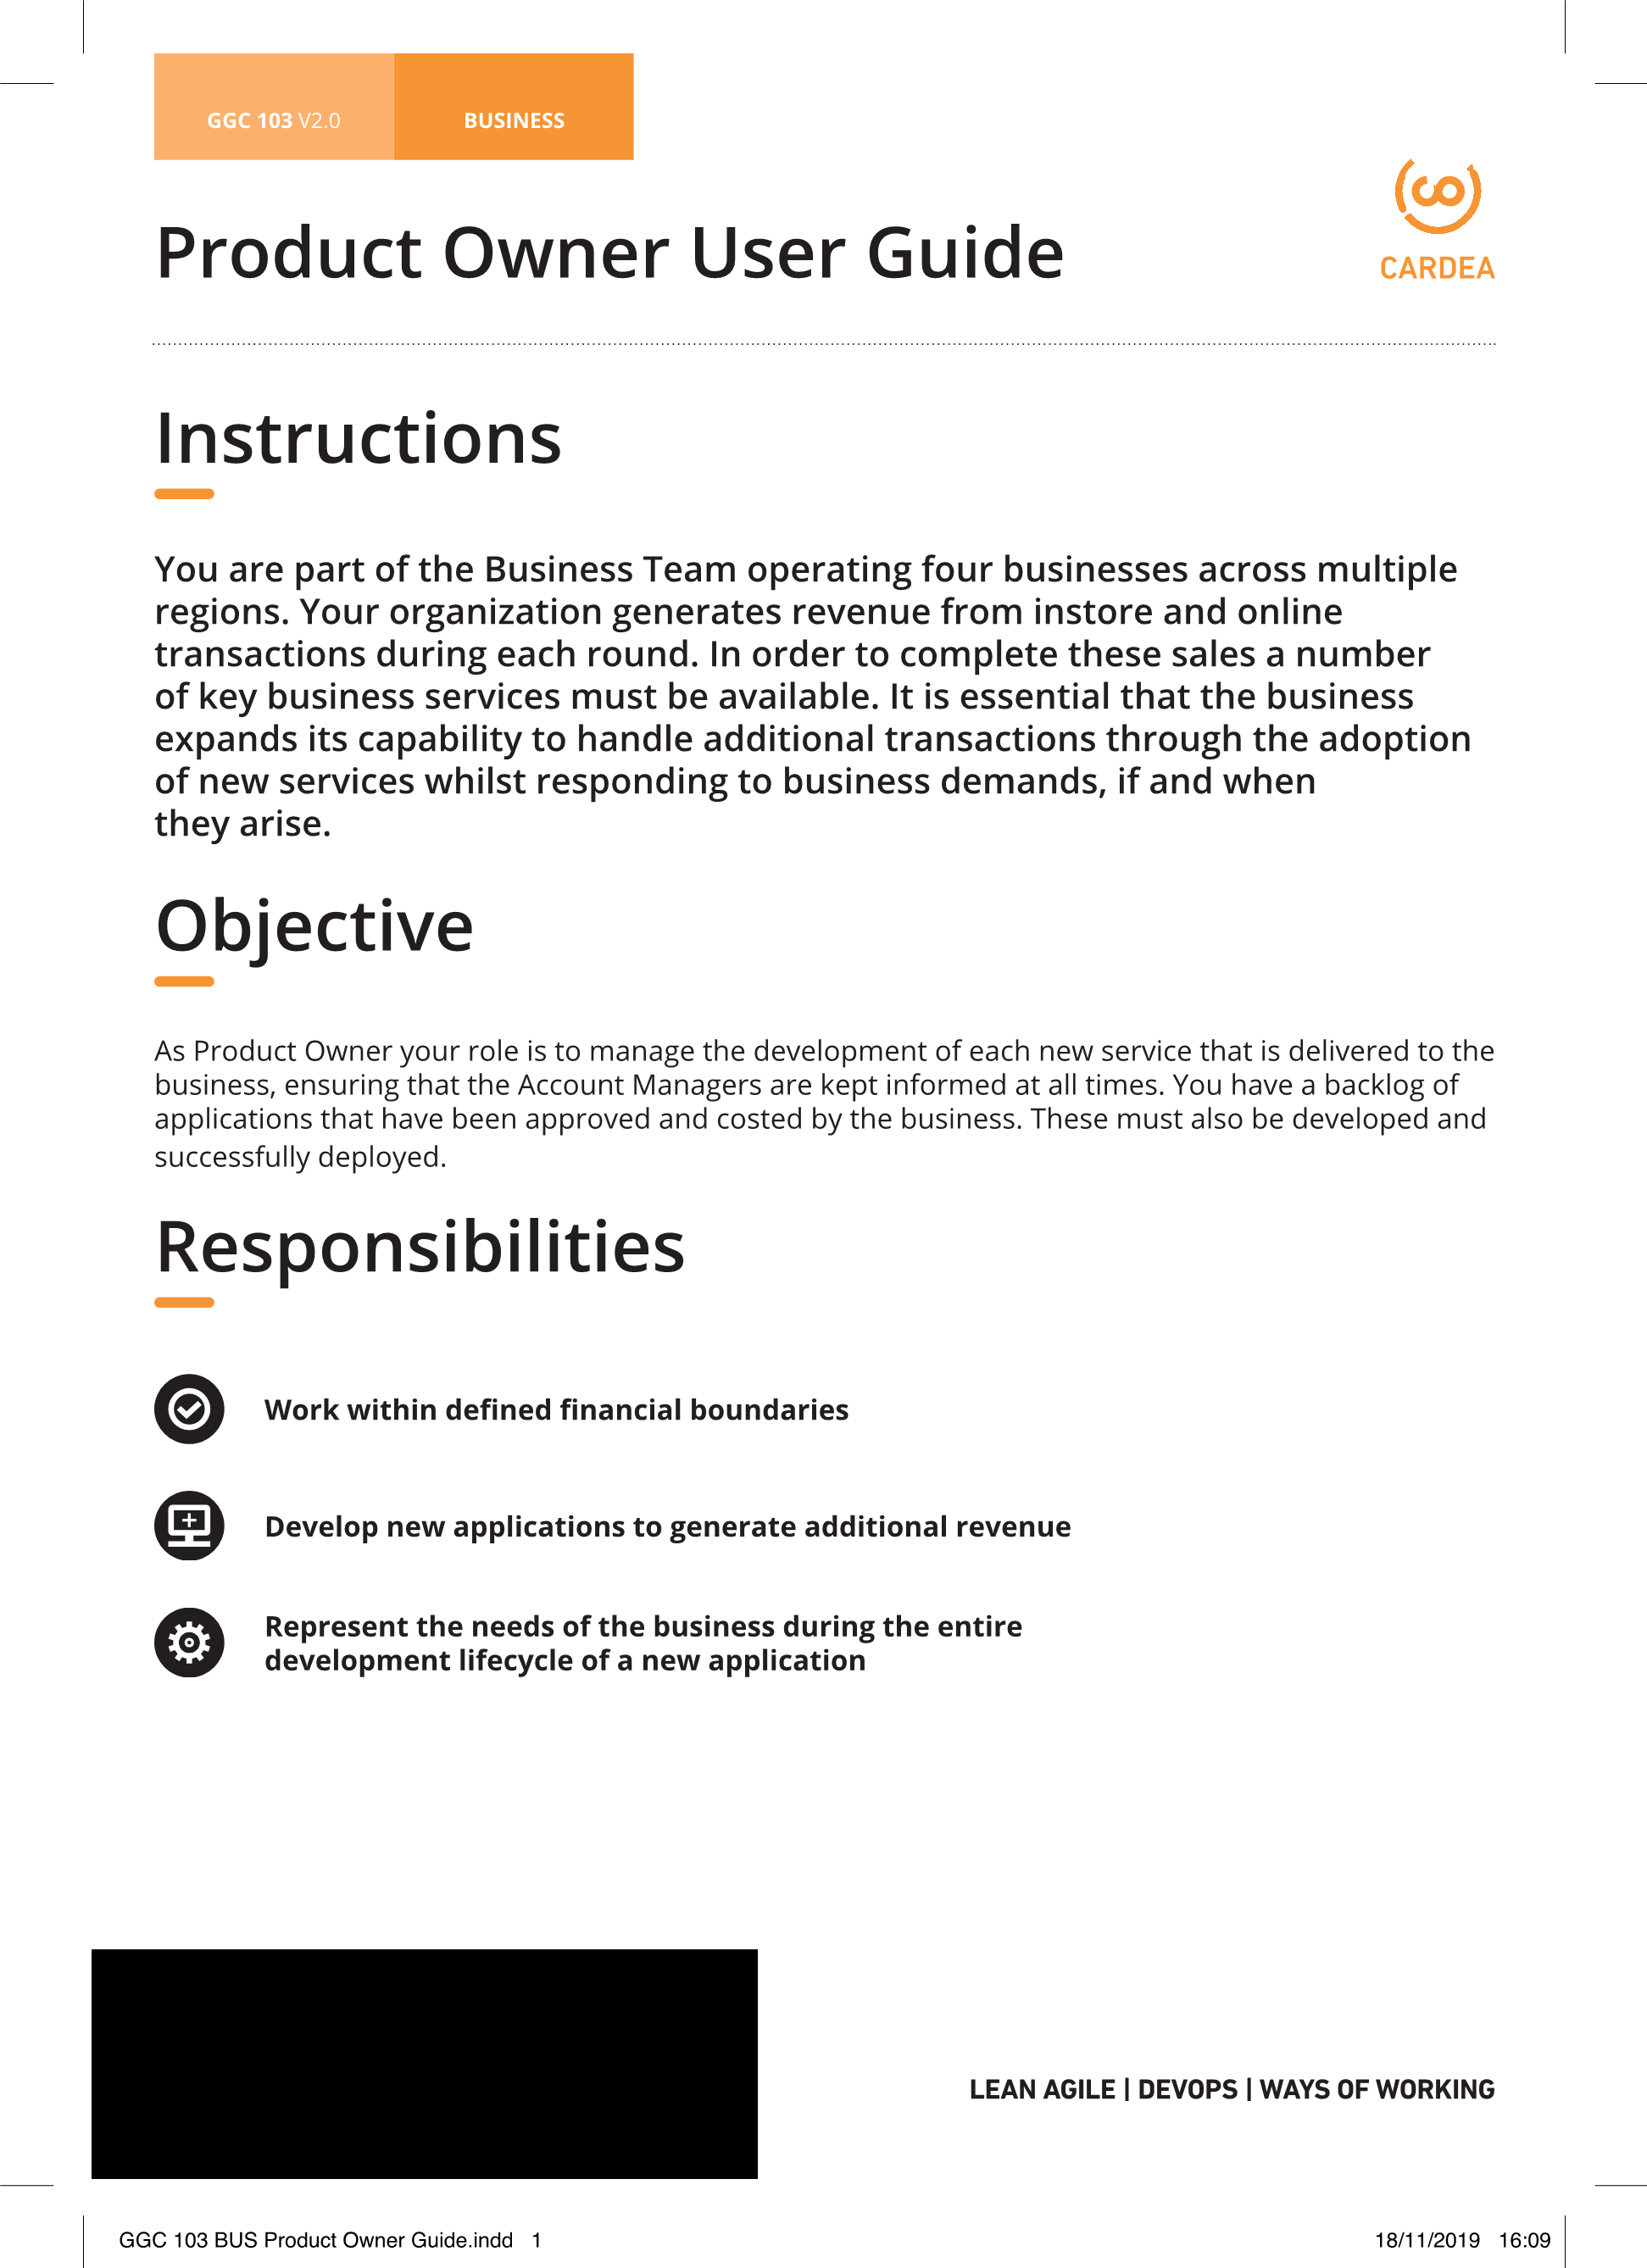 GGC 103 V2.0 BUSINESS
CARDEA
Product Owner User Guide
Instructions
You are part of the Business Team operating four businesses across multiple
regions. Your organization generates revenue from instore and online
transactions during each round. In order to complete these sales a number
of key business services must be available. It is essential that the business
expands its capability to handle additional transactions through the adoption
of new services whilst responding to business demands, if and when
they arise.
Objective
As Product Owner your role is to manage the development of each new service that is delivered to the
business, ensuring that the Account Managers are kept informed at all times. You have a backlog of
applications that have been approved and costed by the business. These must also be developed and
successfully deployed.
Responsibilities
Work within defined financial boundaries
Develop new applications to generate additional revenue
Represent the needs of the business during the entire
development lifecycle of a new application
LEAN AGILE | DEVOPS | WAYS OF WORKING
GGC 103 BUS Product Owner Guide.indd 1 18/11/2019 16:09